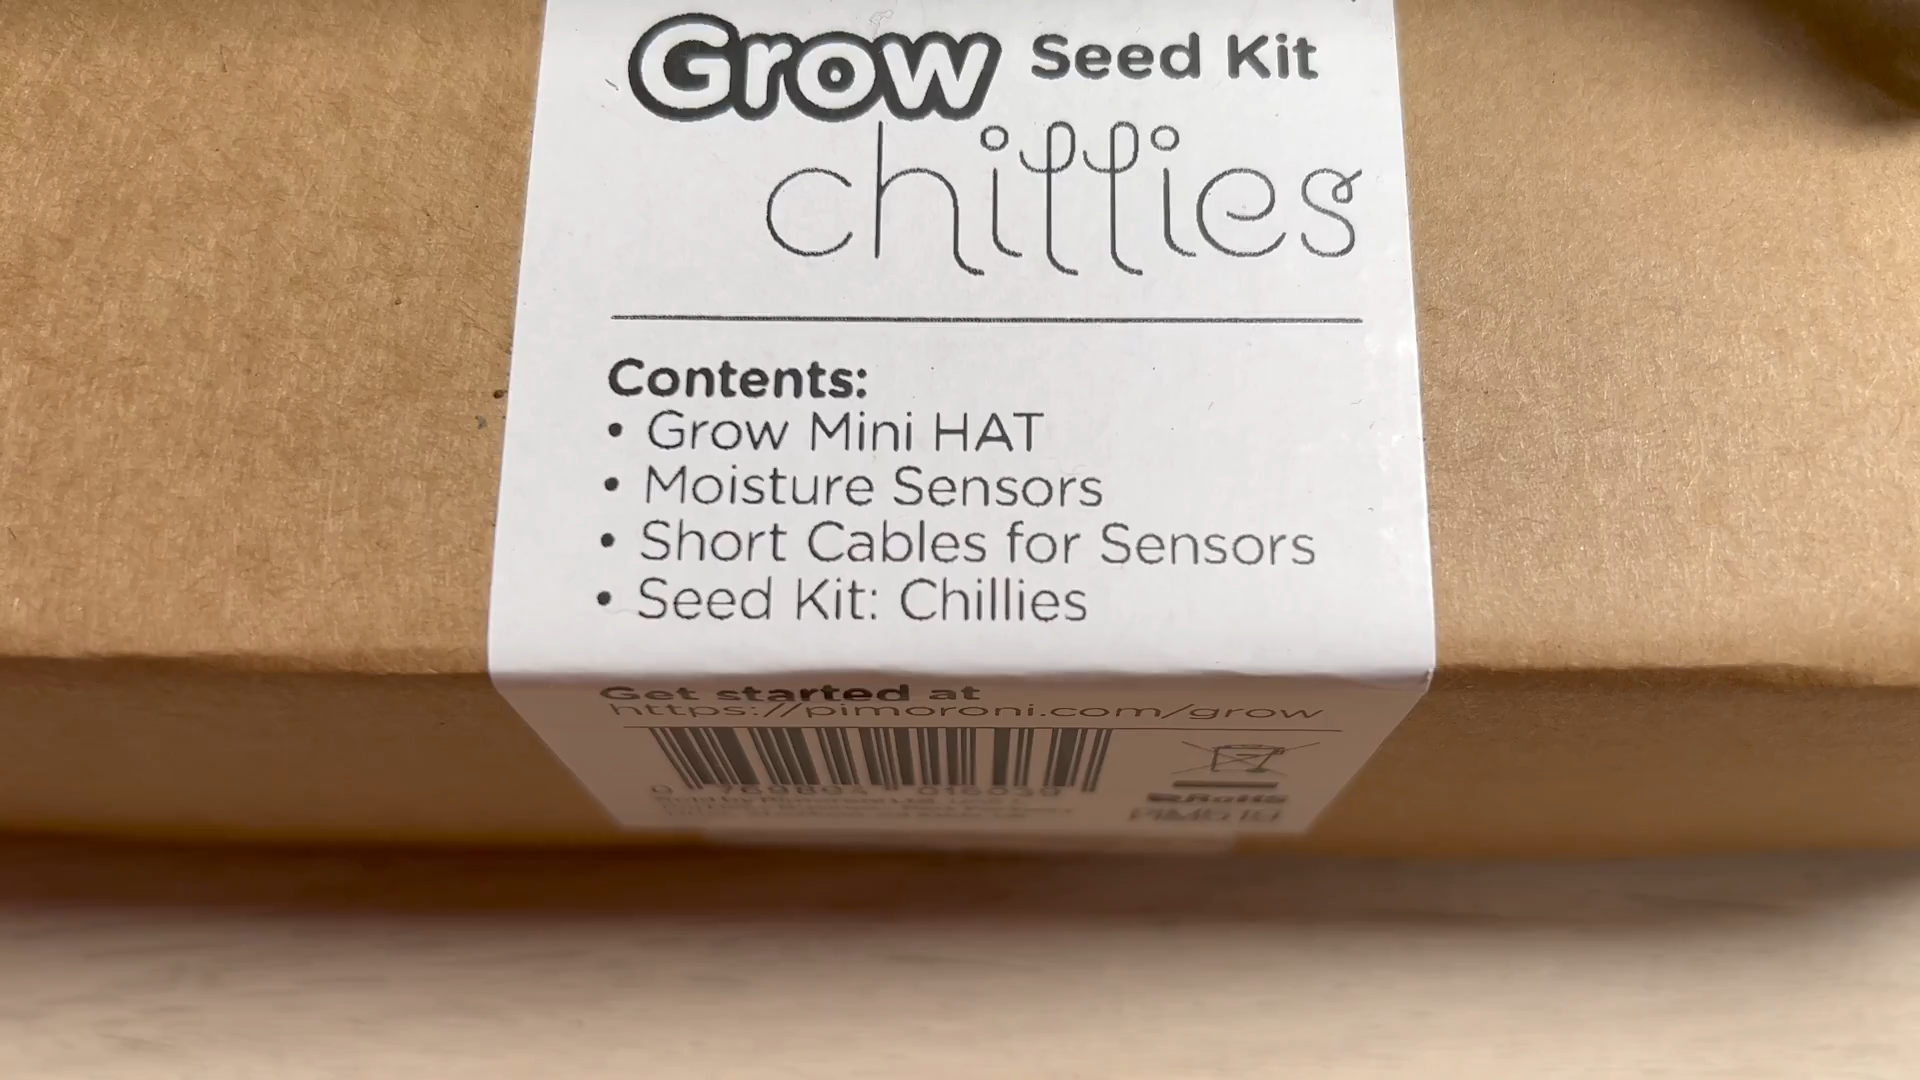 Grow Seed Kit
chillies
Contents:
• Grow Mini HAT
• Moisture Sensors
• Short Cables for Sensors
• Seed Kit: Chillies
Get started at
https://pimoroni.com/grow